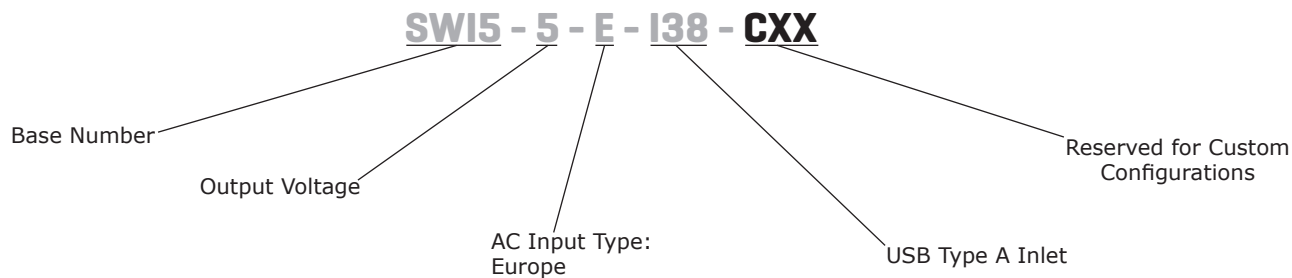 SWI5 - 5 - E - I38 - CXX
Base Number
Output Voltage
AC Input Type:
Europe
USB Type A Inlet
Reserved for Custom
Configurations